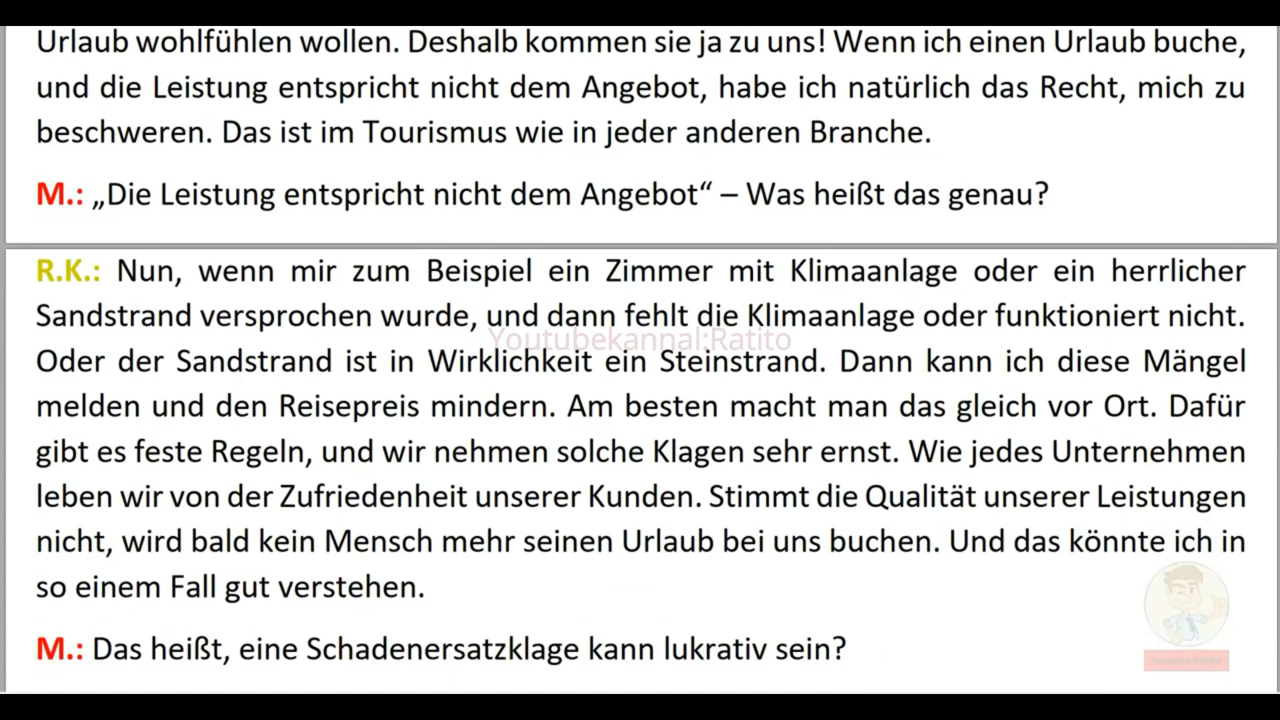 Urlaub wohlfühlen wollen. Deshalb kommen sie ja zu uns! Wenn ich einen Urlaub buche,
und die Leistung entspricht nicht dem Angebot, habe ich natürlich das Recht, mich zu
beschweren. Das ist im Tourismus wie in jeder anderen Branche.
M.: „Die Leistung entspricht nicht dem Angebot“ – Was heißt das genau?
R.K.: Nun, wenn mir zum Beispiel ein Zimmer mit Klimaanlage oder ein herrlicher
Sandstrand versprochen wurde, und dann fehlt die Klimaanlage oder funktioniert nicht.
Youtubekannal:Ratito
Oder der Sandstrand ist in Wirklichkeit ein Steinstrand. Dann kann ich diese Mängel
melden und den Reisepreis mindern. Am besten macht man das gleich vor Ort. Dafür
gibt es feste Regeln, und wir nehmen solche Klagen sehr ernst. Wie jedes Unternehmen
leben wir von der Zufriedenheit unserer Kunden. Stimmt die Qualität unserer Leistungen
nicht, wird bald kein Mensch mehr seinen Urlaub bei uns buchen. Und das könnte ich in
so einem Fall gut verstehen.
M.: Das heißt, eine Schadenersatzklage kann lukrativ sein?